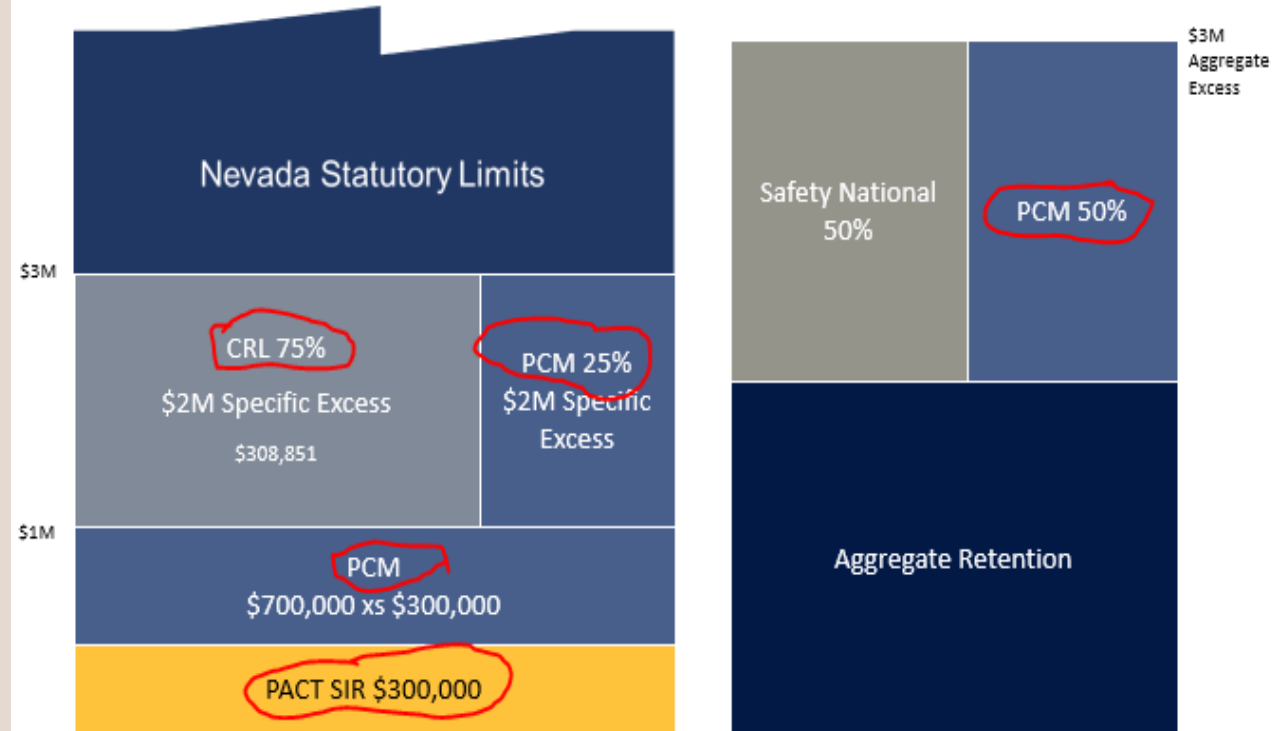 Nevada Statutory Limits
$3M
CRL 75%
$2M Specific Excess
$308,851
PCM 25%
$2M Specific
Excess
$1M
PCM
$700,000 xs $300,000
PACT SIR $300,000
$3M
Aggregate
Excess
Safety National
50%
PCM 50%
Aggregate Retention